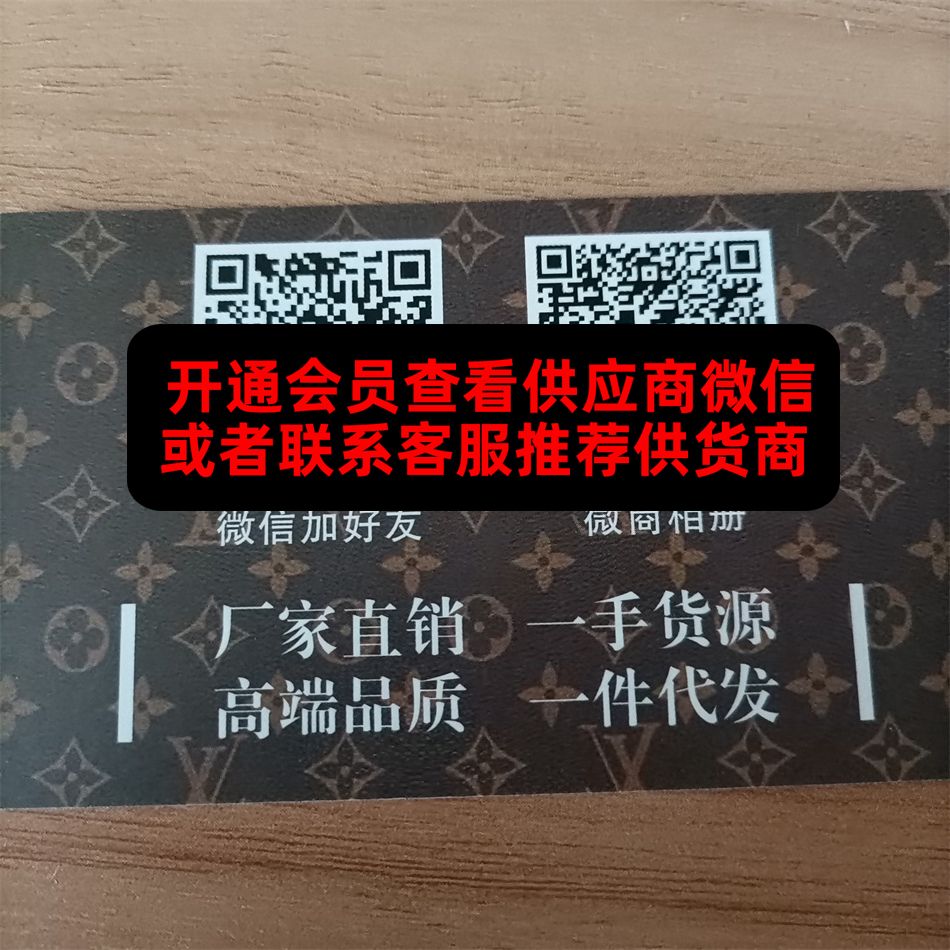 开通会员查看供应商微信
或者联系客服推荐供货商
微信加好友 微商相册
厂家直销 一手货源
高端品质 一件代发